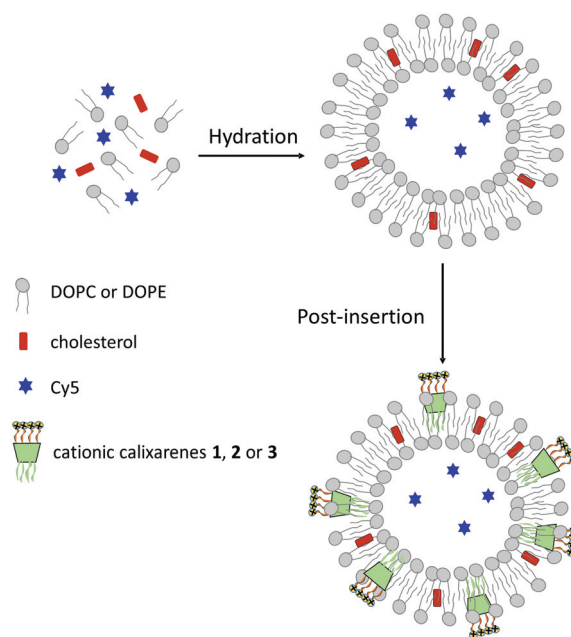 Hydration
Post-insertion
DOPC or DOPE
cholesterol
Cy5
cationic calixarenes 1, 2 or 3